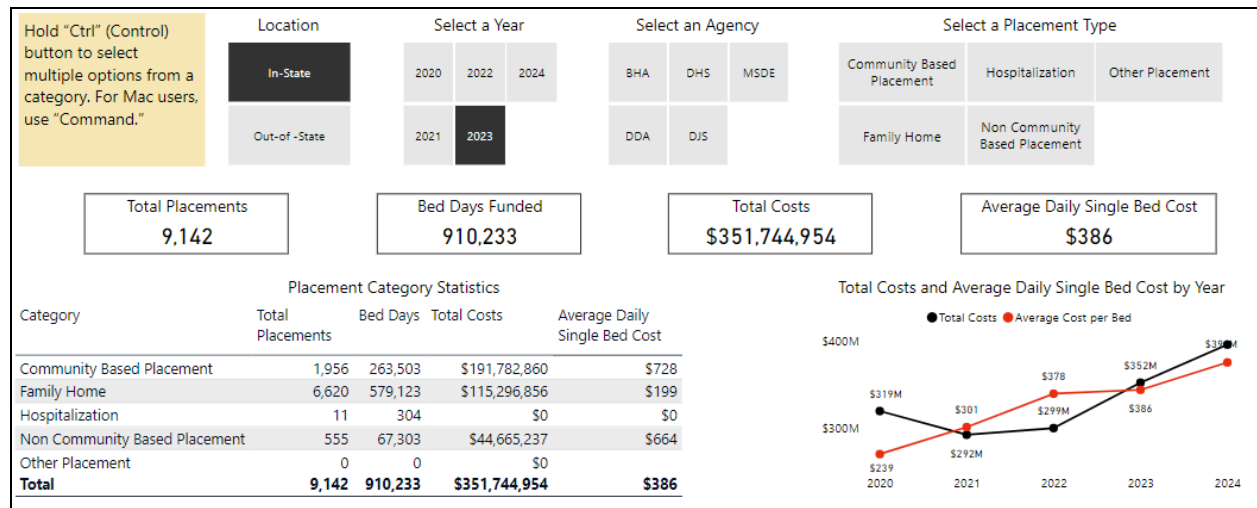 Hold “Ctrl” (Control)
button to select
multiple options from a
category. For Mac users,
use “Command.”
Location
In-State
Out-of -State
Select a Year
2020 2022 2024
2021 2023
Select an Agency
BHA DHS MSDE
DDA DJS
Select a Placement Type
Community Based
Placement
Hospitalization
Other Placement
Family Home
Non Community
Based Placement
Total Placements
9,142
Bed Days Funded
910,233
Total Costs
$351,744,954
Average Daily Single Bed Cost
$386
Placement Category Statistics
Category Total Bed Days Total Costs Average Daily
Placements Single Bed Cost
Community Based Placement 1,956 263,503 $191,782,860 $728
Family Home 6,620 579,123 $115,296,856 $199
Hospitalization 11 304 $0 $0
Non Community Based Placement 555 67,303 $44,665,237 $664
Other Placement 0 0 $0
Total 9,142 910,233 $351,744,954 $386
Total Costs and Average Daily Single Bed Cost by Year
Total Costs Average Cost per Bed
$400M
$352M
$378
$319M
$301
$299M
$386
$300M
$292M
$239
2020 2021 2022 2023 2024